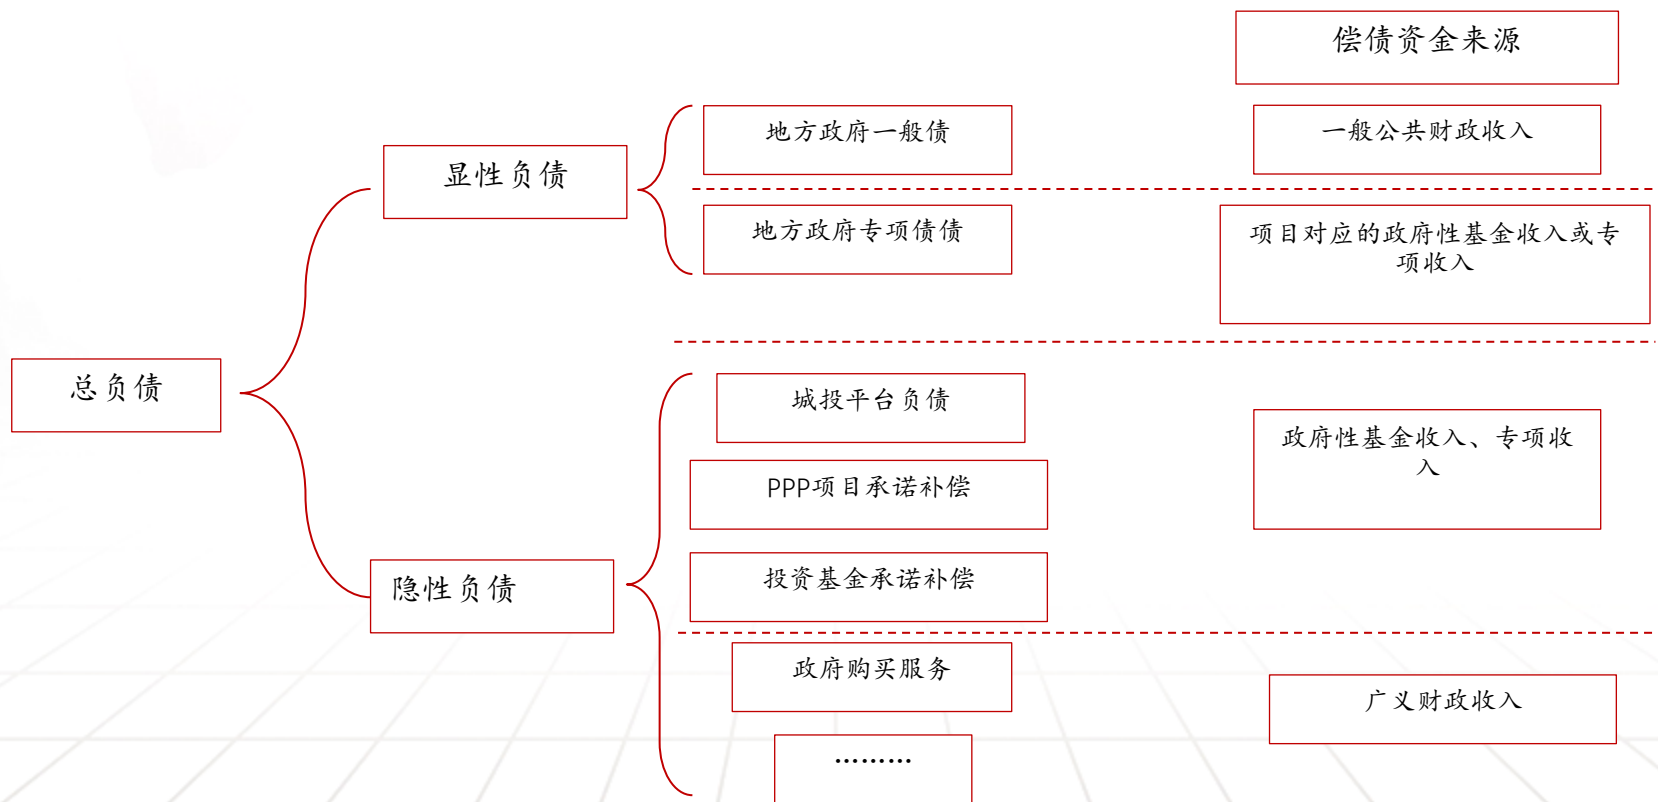 偿债资金来源
地方政府一般债
一般公共财政收入
显性负债
地方政府专项债债
项目对应的政府性基金收入或专
项收入
总负债
城投平台负债
政府性基金收入、专项收
入
PPP项目承诺补偿
投资基金承诺补偿
隐性负债
政府购买服务
广义财政收入
………